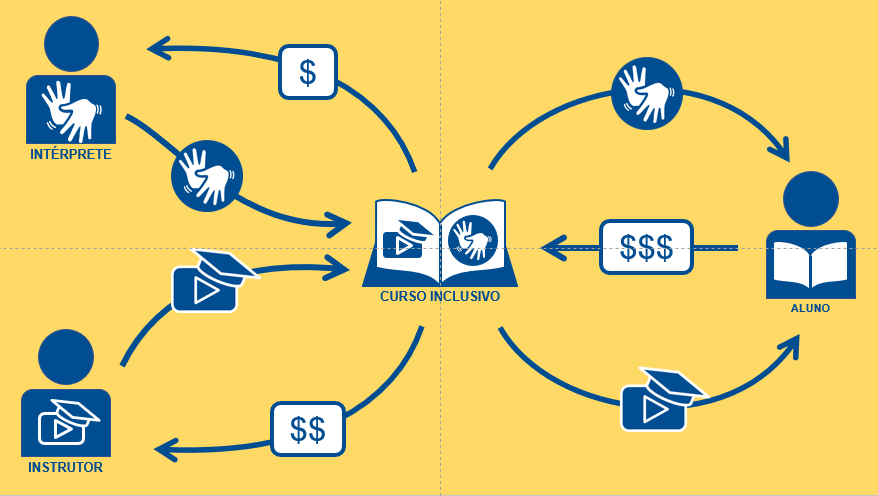 $
INTÉRPRETE
$$$
CURSO INCLUSIVO
ALUNO
$$
INSTRUTOR